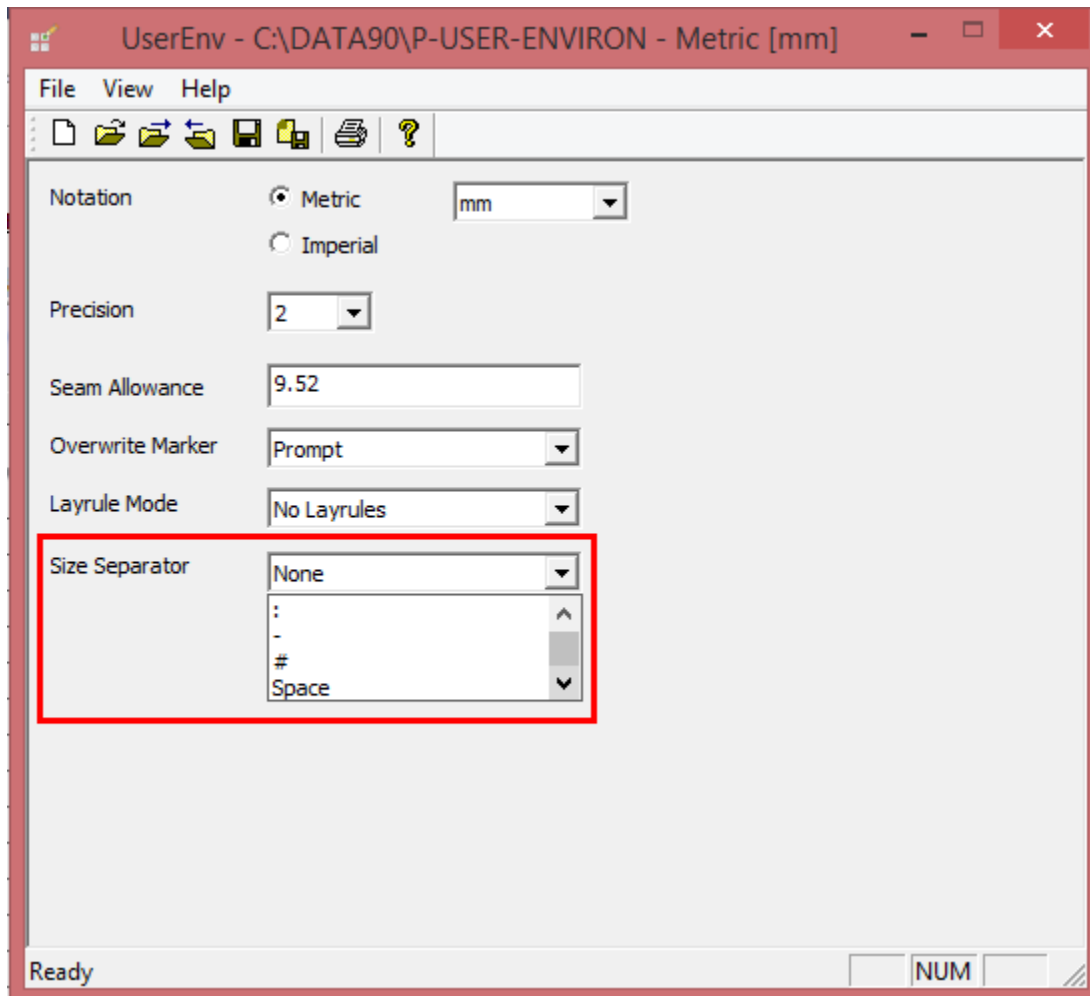 UserEnv - C:\DATA90\P-USER-ENVIRON - Metric [mm]
File View Help
Notation Metric mm
Imperial
Precision 2
Seam Allowance 9.52
Overwrite Marker Prompt
Layrule Mode No Layrules
Size Separator None
:
-
#
Space
Ready NUM